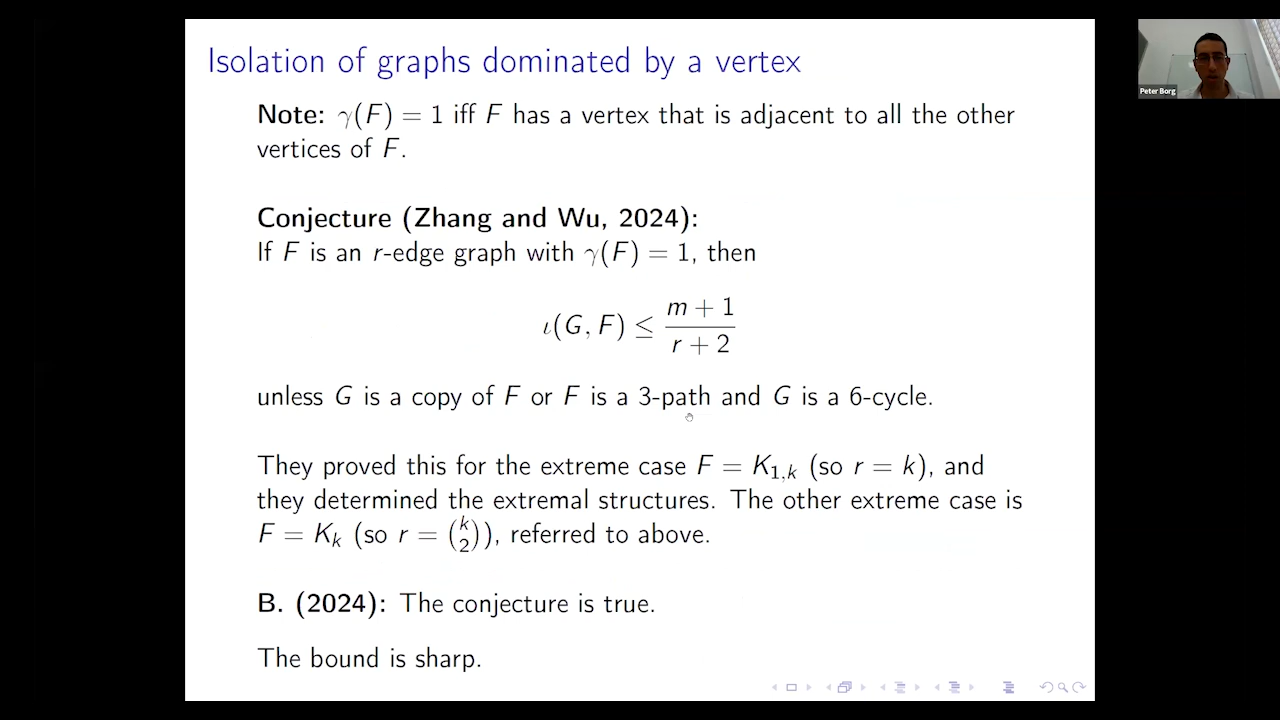 Isolation of graphs dominated by a vertex
Note: γ(F) = 1 iff F has a vertex that is adjacent to all the other
vertices of F.
Conjecture (Zhang and Wu, 2024):
If F is an r-edge graph with γ(F) = 1, then
ι(G, F) ≤ (m + 1)/(r + 2)
unless G is a copy of F or F is a 3-path and G is a 6-cycle.
They proved this for the extreme case F = K_{1,k} (so r = k), and
they determined the extremal structures. The other extreme case is
F = K_k (so r = \binom{k}{2}), referred to above.
B. (2024): The conjecture is true.
The bound is sharp.
Peter Borg